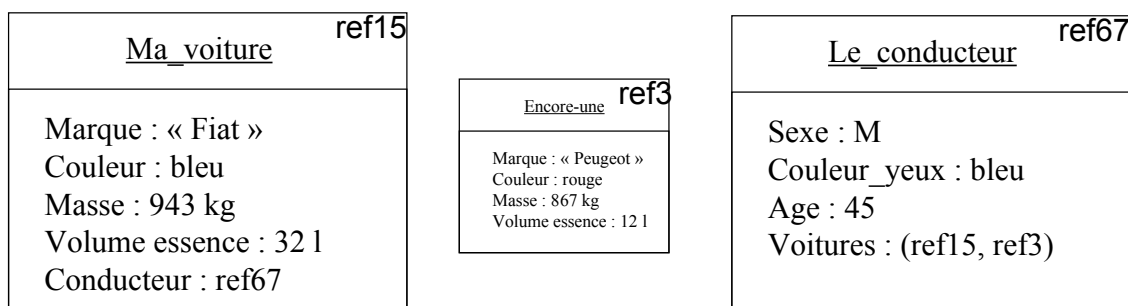 ref15
Ma_voiture
Marque : « Fiat »
Couleur : bleu
Masse : 943 kg
Volume essence : 32 l
Conducteur : ref67
ref3
Encore-une
Marque : « Peugeot »
Couleur : rouge
Masse : 867 kg
Volume essence : 12 l
ref67
Le_conducteur
Sexe : M
Couleur_yeux : bleu
Age : 45
Voitures : (ref15, ref3)